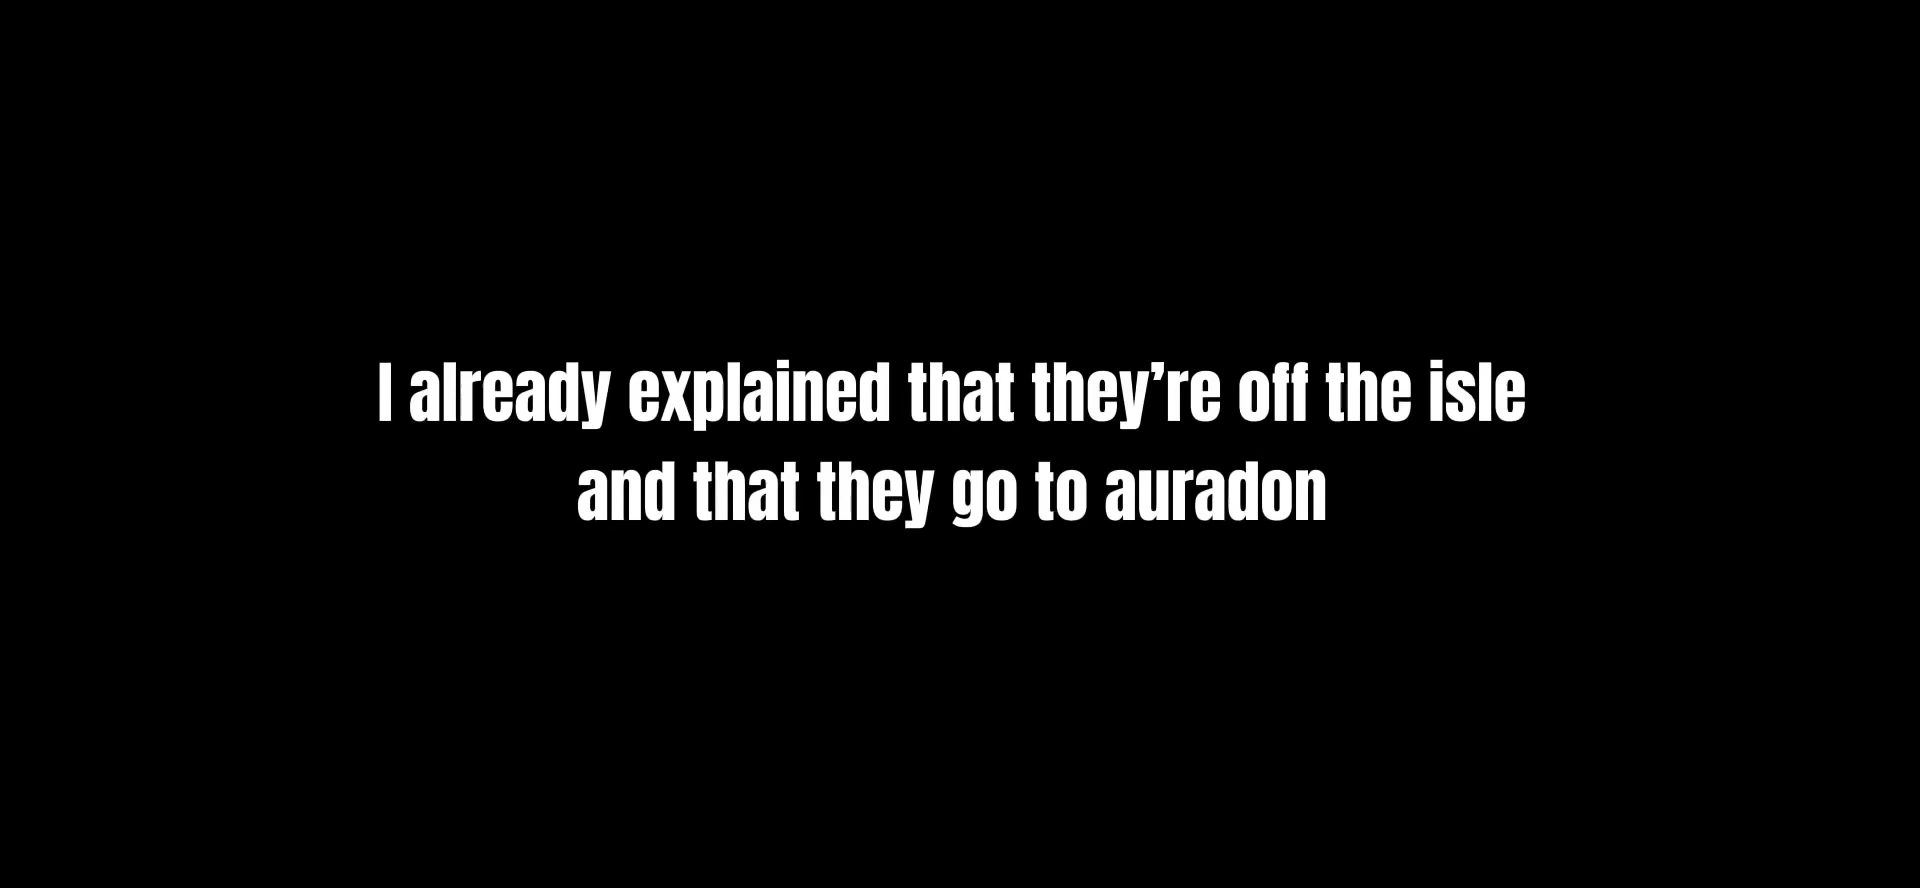 I already explained that they’re off the isle
and that they go to auradon